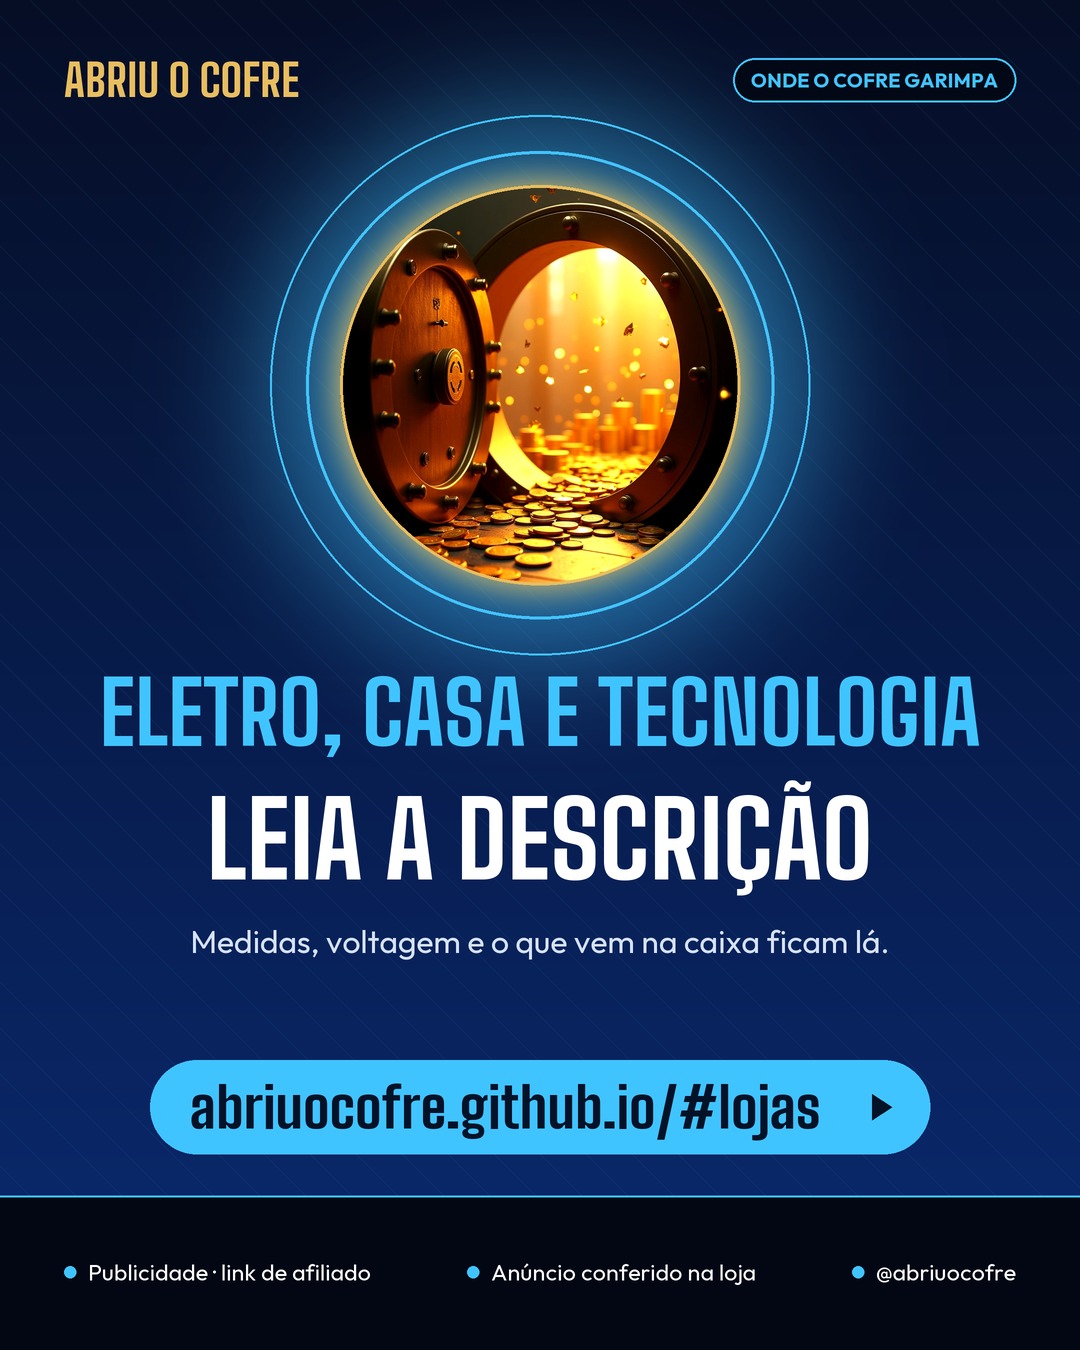 ABRIU O COFRE
ONDE O COFRE GARIMPA
ELETRO, CASA E TECNOLOGIA
LEIA A DESCRIÇÃO
Medidas, voltagem e o que vem na caixa ficam lá.
abriuocofre.github.io/#lojas
Publicidade · link de afiliado
Anúncio conferido na loja
@abriuocofre